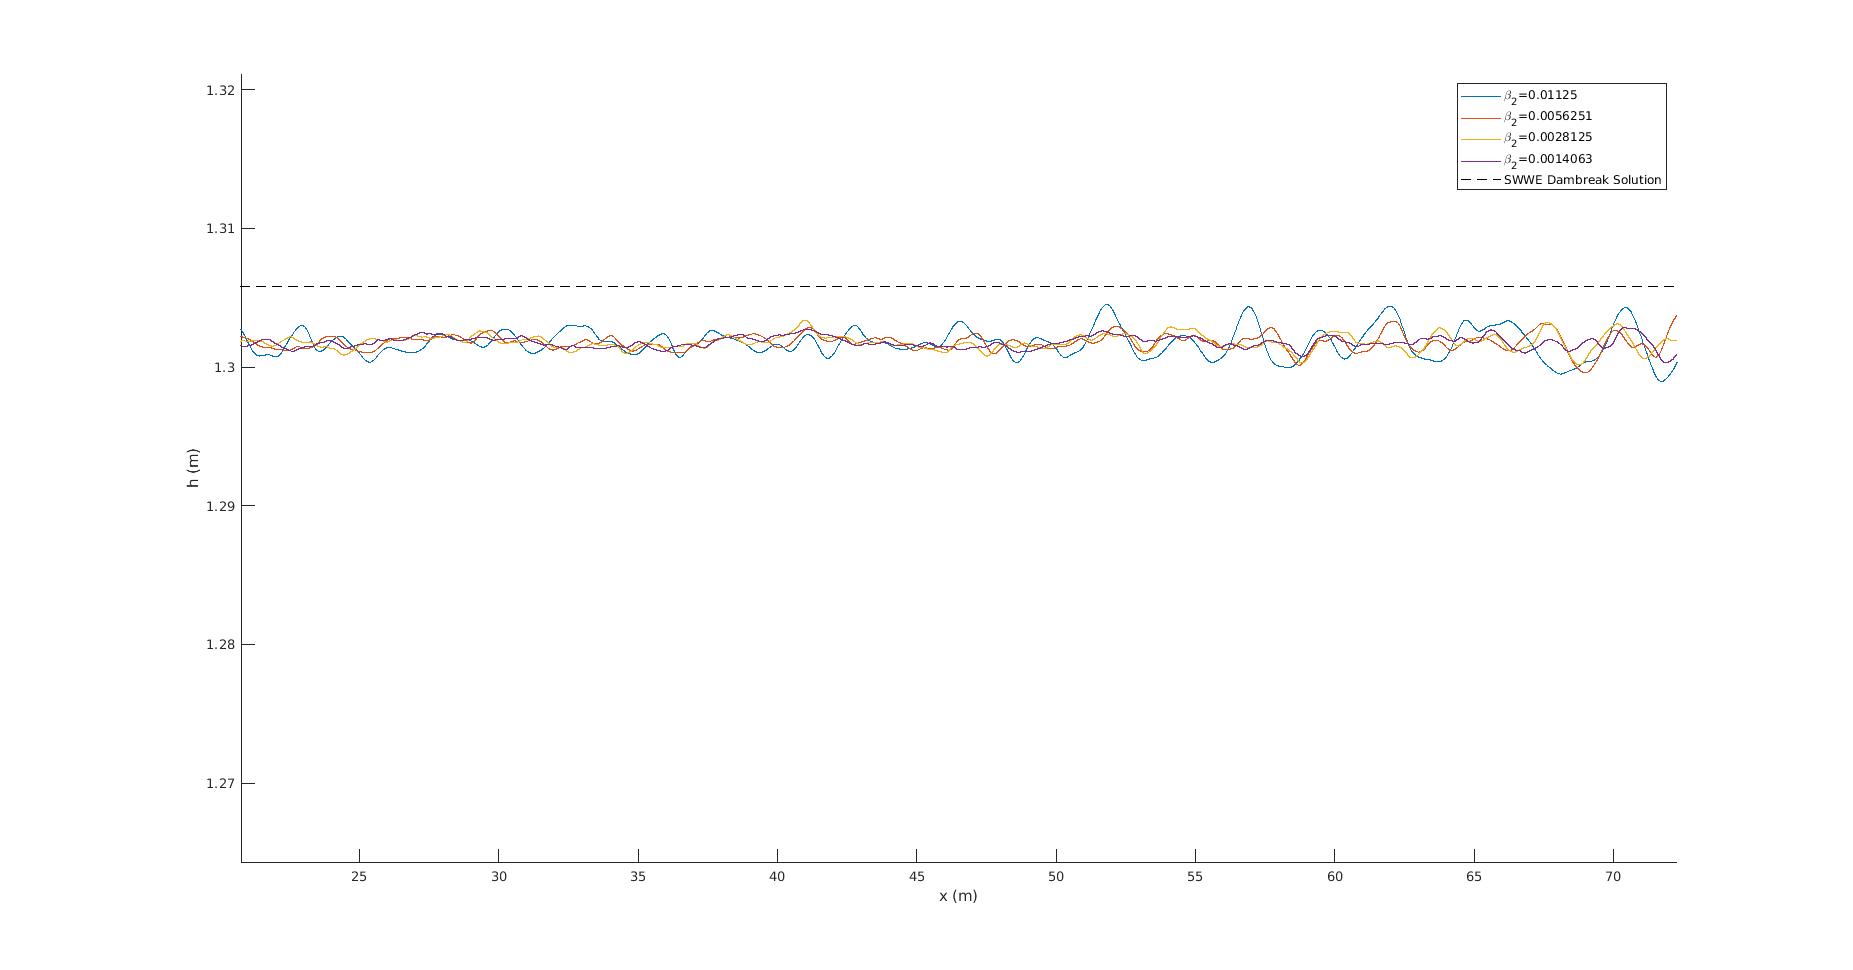 1.32
1.31
1.3
1.29
1.28
1.27
h (m)
25 30 35 40 45 50 55 60 65 70
x (m)
β2=0.01125
β2=0.0056251
β2=0.0028125
β2=0.0014063
SWWE Dambreak Solution